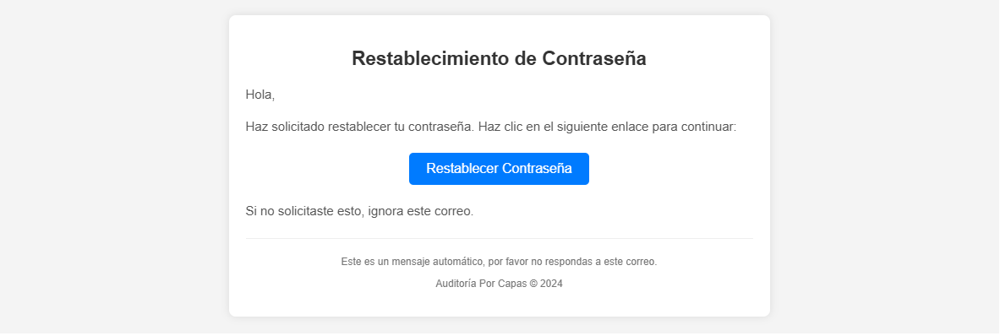 Restablecimiento de Contraseña
Hola,
Haz solicitado restablecer tu contraseña. Haz clic en el siguiente enlace para continuar:
Restablecer Contraseña
Si no solicitaste esto, ignora este correo.
Este es un mensaje automático, por favor no respondas a este correo.
Auditoría Por Capas © 2024